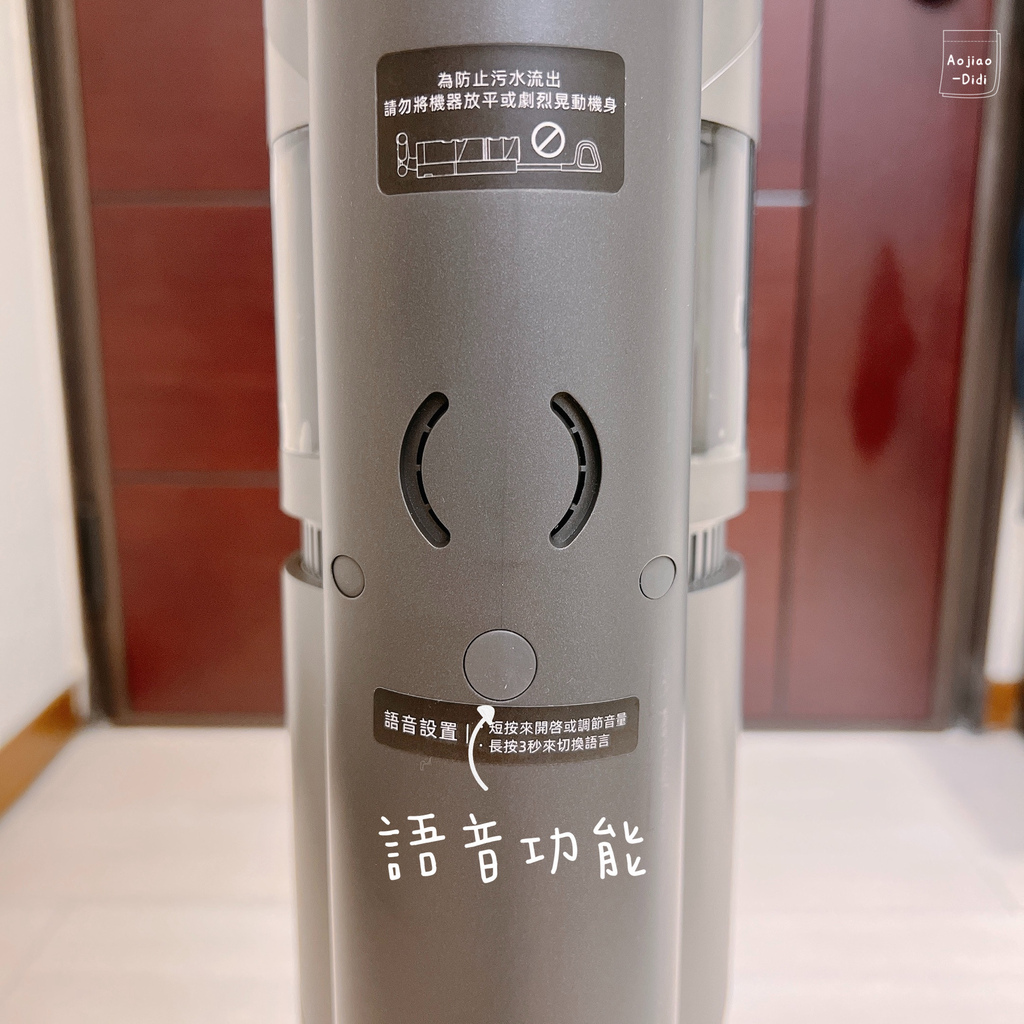 Aojiao
-Didi
為防止污水流出
請勿將機器放平或劇烈晃動機身
語音設置 | · 短按來開啓或調節音量
· 長按3秒來切換語言
語音功能